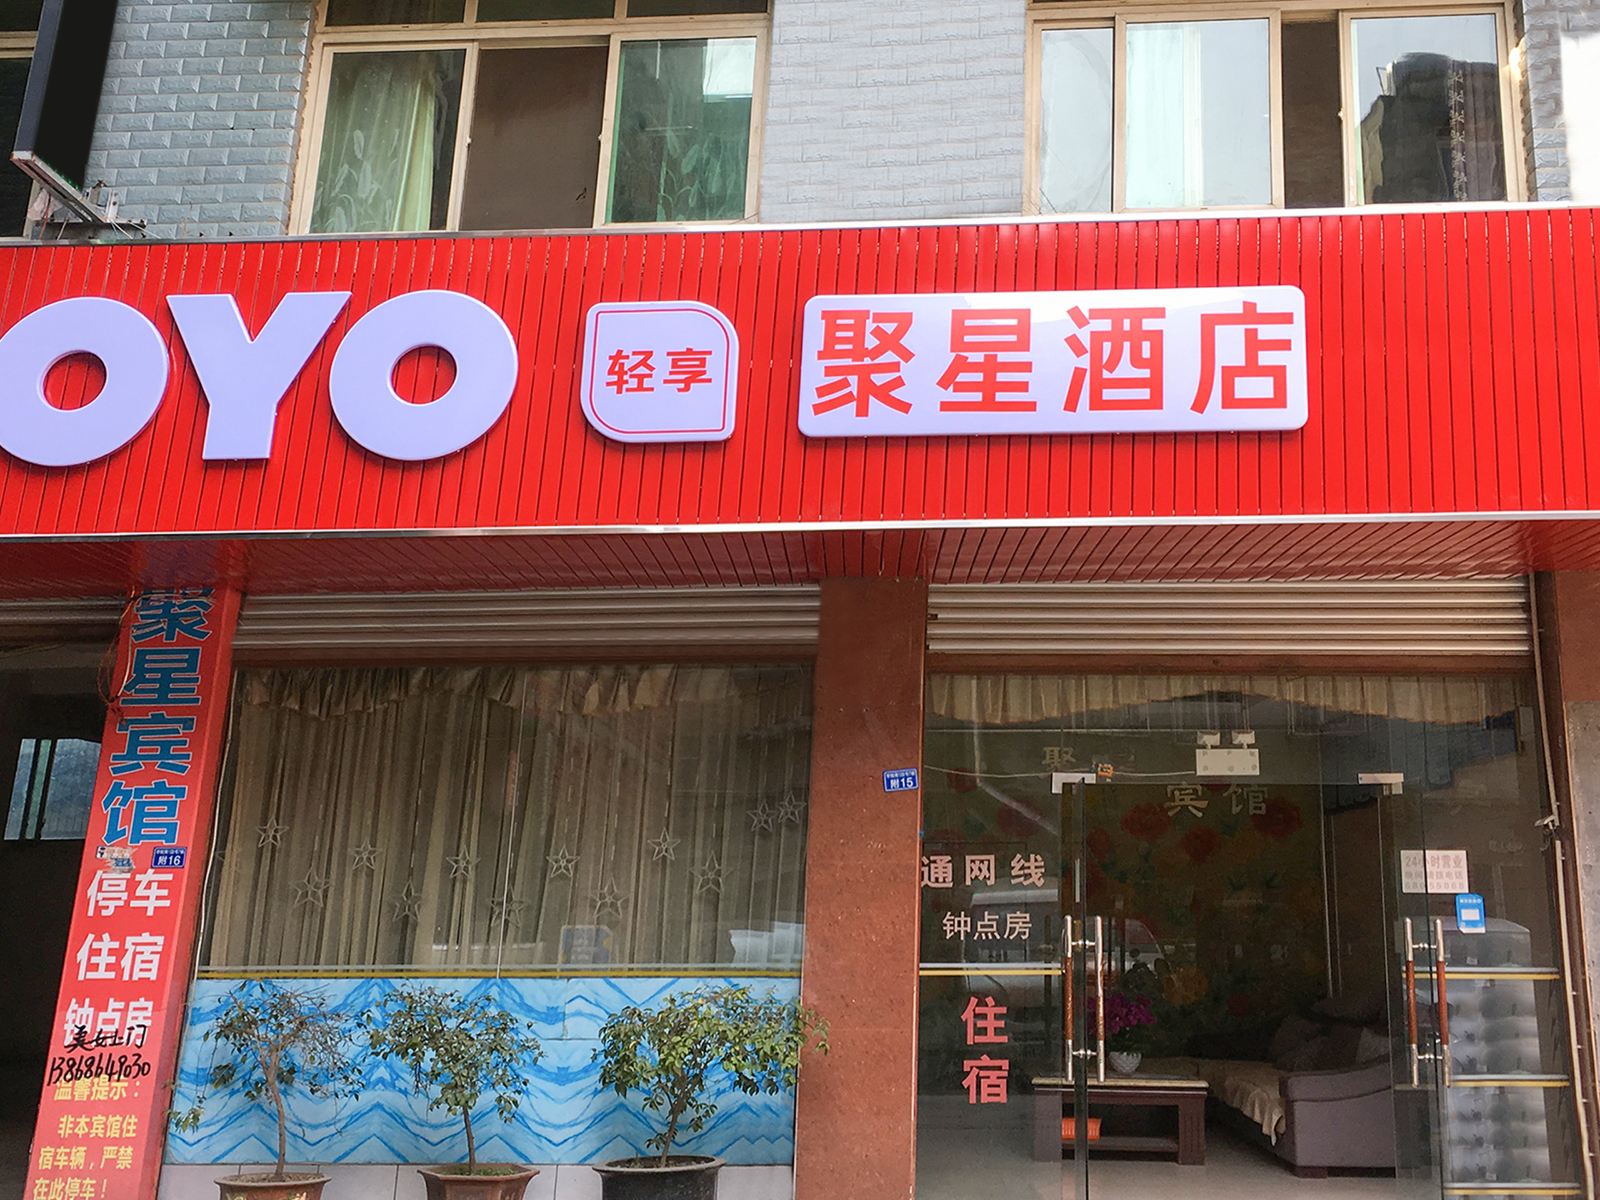 OYO
轻享
聚星酒店
聚星宾馆
附16
停车
住宿
钟点房
美女上门
13868649030
温馨提示：
非本宾馆住
宿车辆，严禁
在此停车！
附15
聚
宾馆
通网线
钟点房
住宿
24小时营业